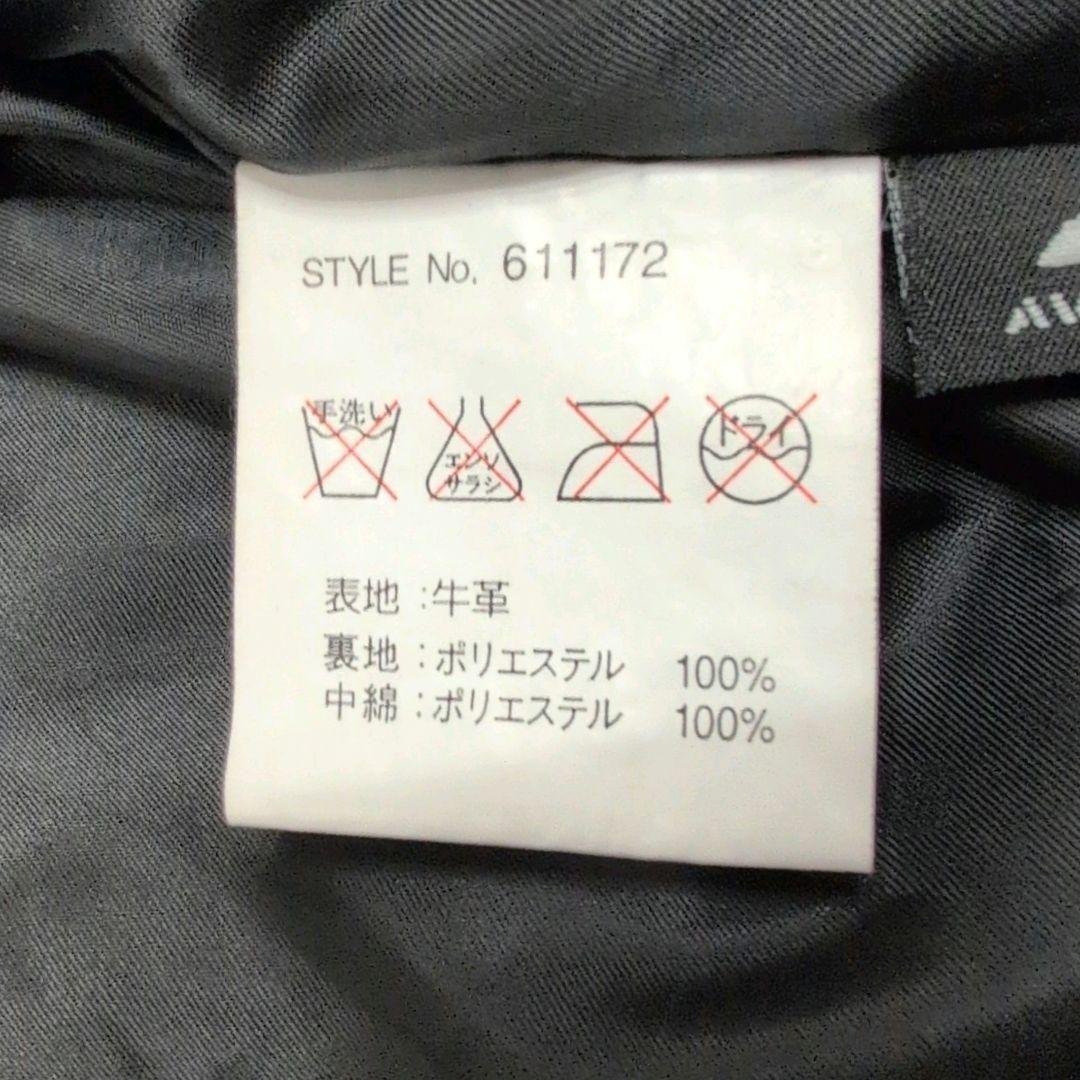 STYLE No. 611172
手洗い
エンソ
サラシ
ドライ
表地 :牛革
裏地 :ポリエステル 100%
中綿 :ポリエステル 100%